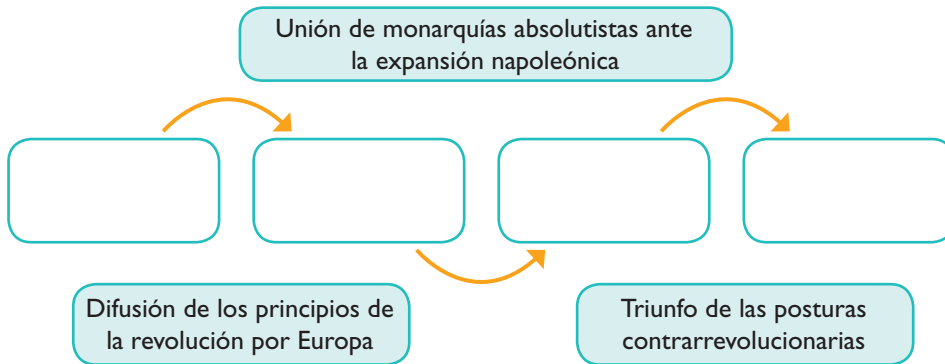 Unión de monarquías absolutistas ante
la expansión napoleónica
Difusión de los principios de
la revolución por Europa
Triunfo de las posturas
contrarrevolucionarias